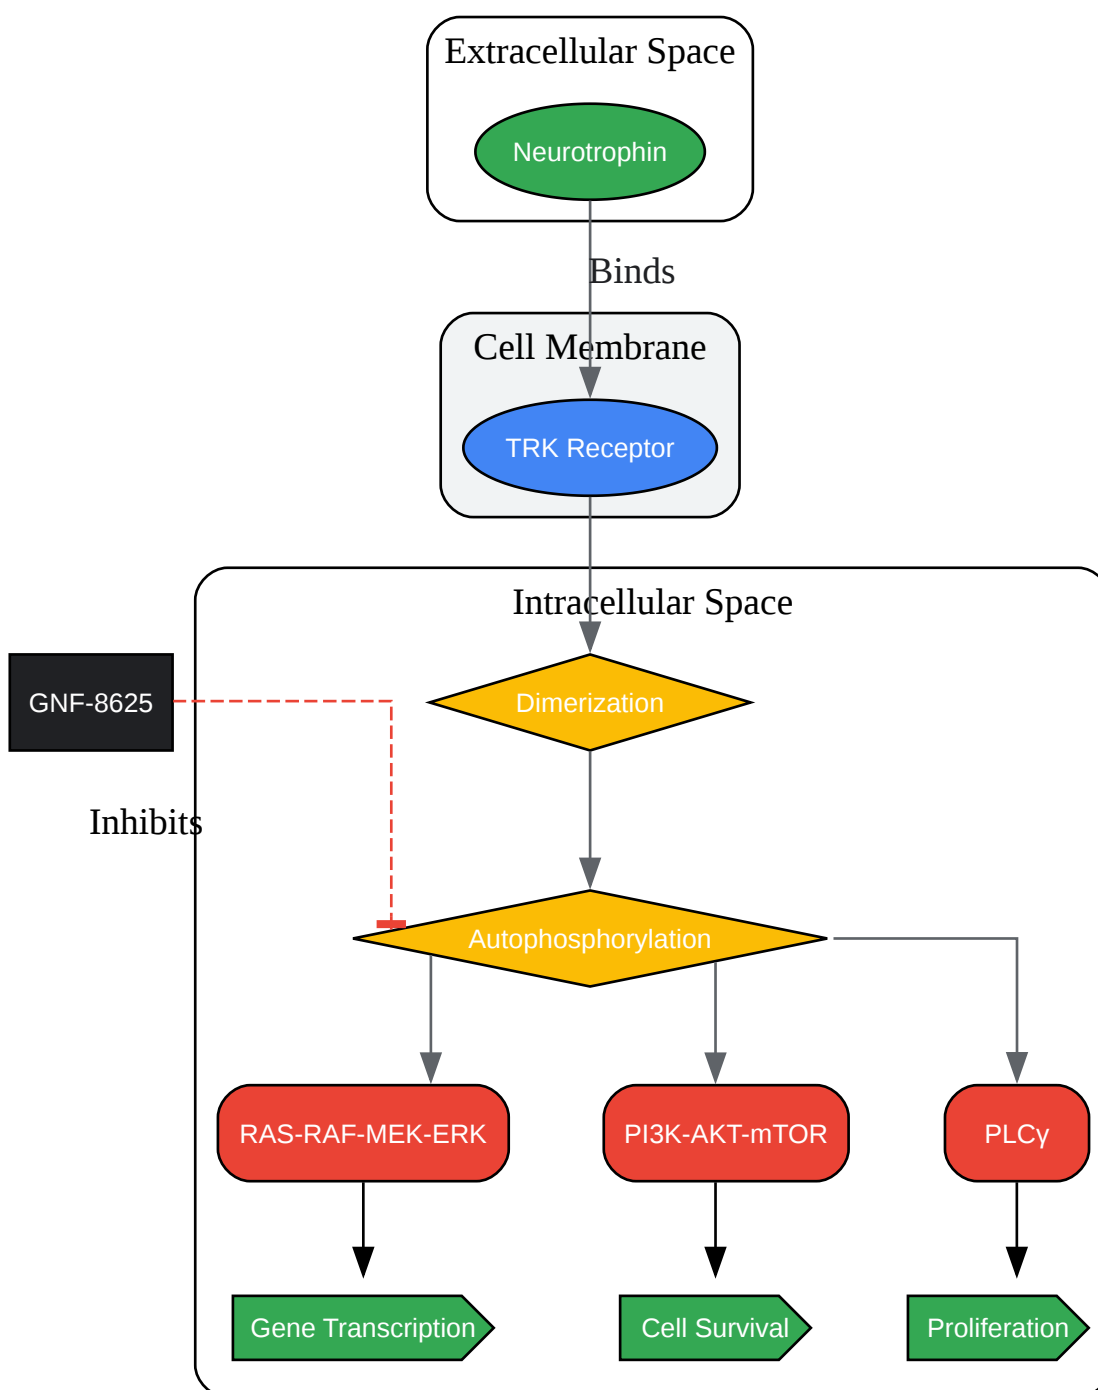 Extracellular Space
Neurotrophin
Binds
Cell Membrane
TRK Receptor
Intracellular Space
GNF-8625
Dimerization
Inhibits
Autophosphorylation
RAS-RAF-MEK-ERK
PI3K-AKT-mTOR
PLCγ
Gene Transcription
Cell Survival
Proliferation